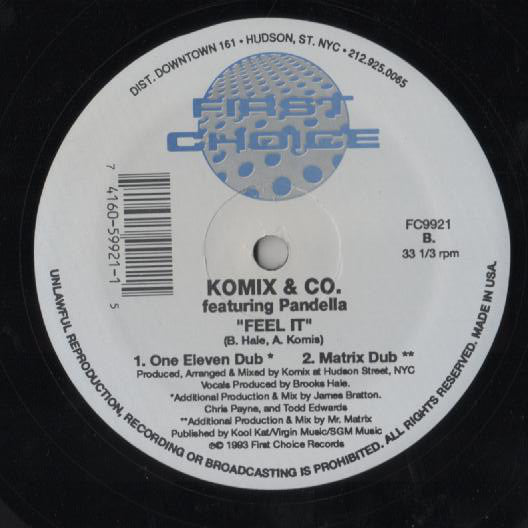 DIST. DOWNTOWN 161 • HUDSON, ST. NYC • 212.925.0065
FIRST
CHOICE
7 4160-59921-1 5
FC9921
B.
33 1/3 rpm
KOMIX & CO.
featuring Pandella
"FEEL IT"
(B. Hale, A. Komis)
1. One Eleven Dub * 2. Matrix Dub **
Produced, Arranged & Mixed by Komix at Hudson Street, NYC
Vocals Produced by Brooks Hale.
*Additional Production & Mix by James Bratton.
Chris Payne, and Todd Edwards
**Additional Production & Mix by Mr. Matrix
Published by Kool Kat/Virgin Music/SGM Music
℗© 1993 First Choice Records
UNLAWFUL REPRODUCTION, RECORDING OR BROADCASTING IS PROHIBITED. ALL RIGHTS RESERVED. MADE IN USA.